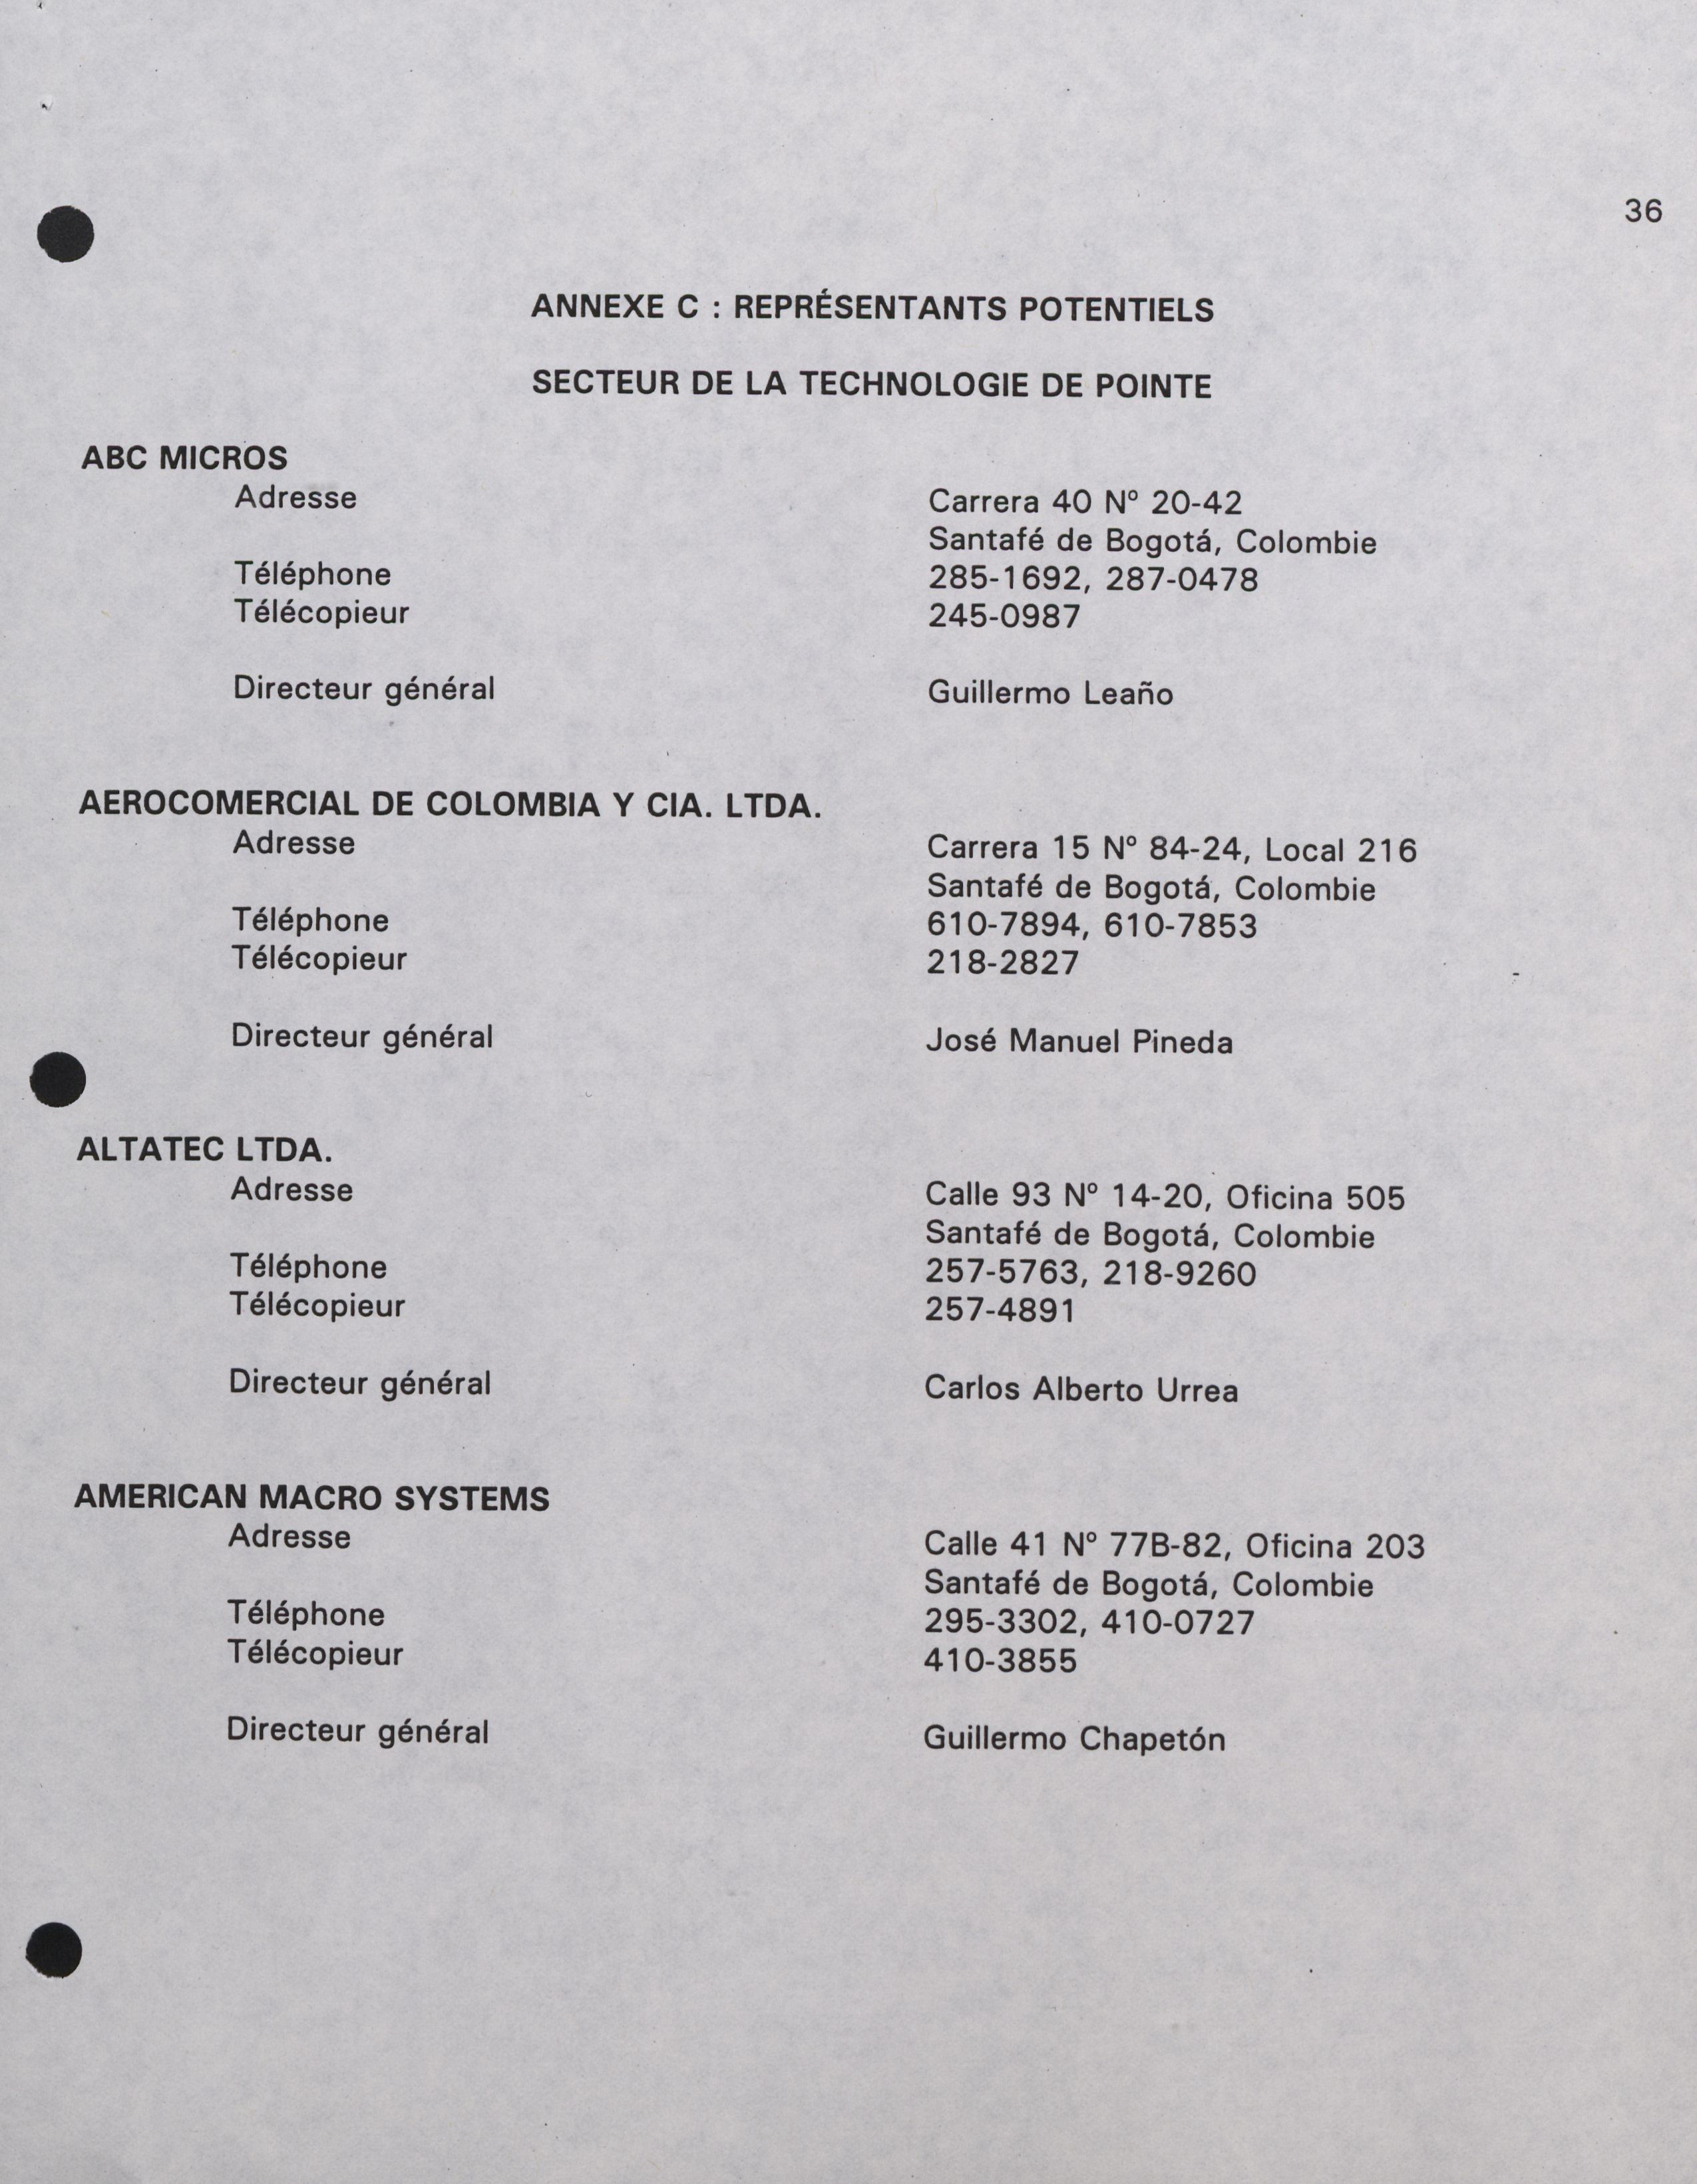 36
ANNEXE C : REPRÉSENTANTS POTENTIELS
SECTEUR DE LA TECHNOLOGIE DE POINTE
ABC MICROS
Adresse Carrera 40 Nº 20-42
Santafé de Bogotá, Colombie
Téléphone 285-1692, 287-0478
Télécopieur 245-0987
Directeur général Guillermo Leaño
AEROCOMERCIAL DE COLOMBIA Y CIA. LTDA.
Adresse Carrera 15 Nº 84-24, Local 216
Santafé de Bogotá, Colombie
Téléphone 610-7894, 610-7853
Télécopieur 218-2827
Directeur général José Manuel Pineda
ALTATEC LTDA.
Adresse Calle 93 Nº 14-20, Oficina 505
Santafé de Bogotá, Colombie
Téléphone 257-5763, 218-9260
Télécopieur 257-4891
Directeur général Carlos Alberto Urrea
AMERICAN MACRO SYSTEMS
Adresse Calle 41 Nº 77B-82, Oficina 203
Santafé de Bogotá, Colombie
Téléphone 295-3302, 410-0727
Télécopieur 410-3855
Directeur général Guillermo Chapetón